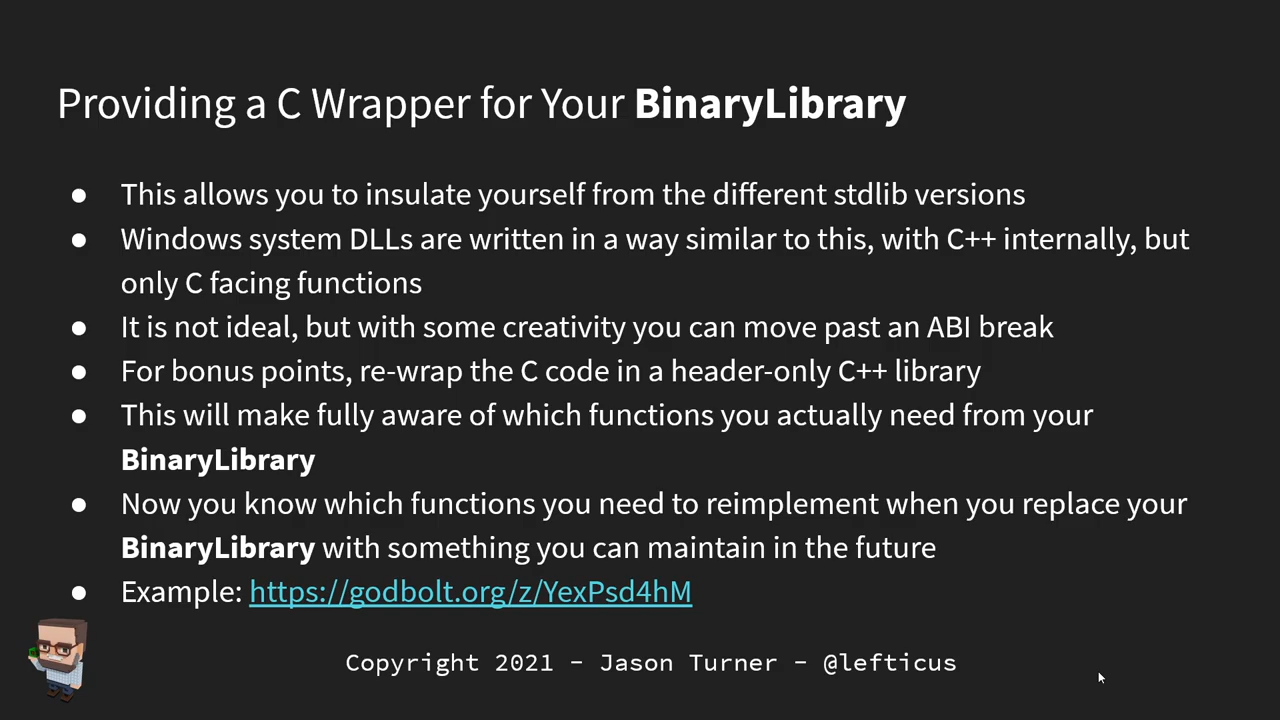 Providing a C Wrapper for Your BinaryLibrary
● This allows you to insulate yourself from the different stdlib versions
● Windows system DLLs are written in a way similar to this, with C++ internally, but
only C facing functions
● It is not ideal, but with some creativity you can move past an ABI break
● For bonus points, re-wrap the C code in a header-only C++ library
● This will make fully aware of which functions you actually need from your
BinaryLibrary
● Now you know which functions you need to reimplement when you replace your
BinaryLibrary with something you can maintain in the future
● Example: https://godbolt.org/z/YexPsd4hM
Copyright 2021 - Jason Turner - @lefticus